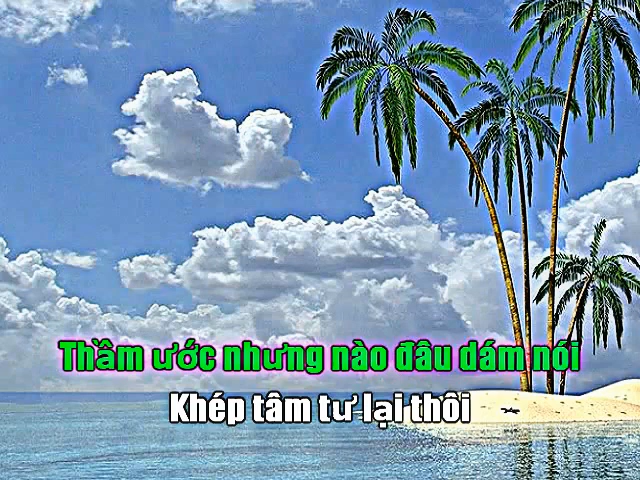 Thầm ước nhưng nào đâu dám nói
Khép tâm tư lại thôi